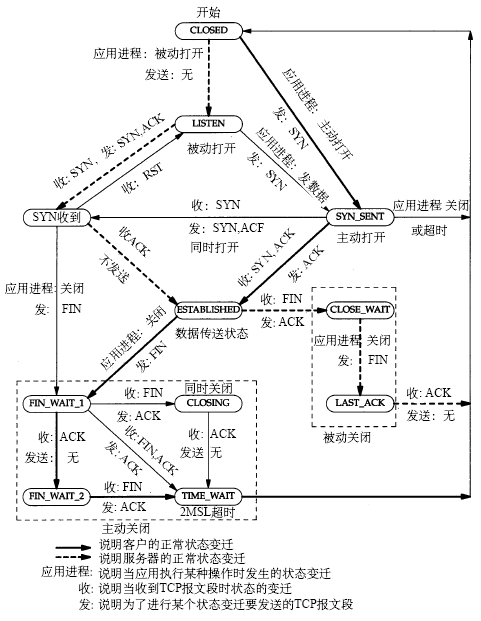 开始
CLOSED
应用进程: 被动打开
发送: 无
应用进程: 主动打开
发: SYN
LISTEN
被动打开
收: SYN, 发: SYN,ACK
收: RST
应用进程: 发数据
发: SYN
SYN收到
收: SYN
发: SYN,ACF
同时打开
SYN_SENT
主动打开
应用进程 关闭
或超时
收ACK
不发送
收: SYN, ACK
发: ACK
应用进程: 关闭
发: FIN
ESTABLISHED
数据传送状态
收: FIN
发: ACK
CLOSE_WAIT
应用进程: 关闭
发: FIN
应用进程 关闭
发: FIN
LAST_ACK
收: ACK
发送: 无
被动关闭
FIN_WAIT_1
收: FIN
发: ACK
同时关闭
CLOSING
收: ACK
发送: 无
收:FIN,ACK
发: ACK
收: ACK
发送 无
FIN_WAIT_2
收: FIN
发: ACK
TIME_WAIT
2MSL超时
主动关闭
说明客户的正常状态变迁
说明服务器的正常状态变迁
应用进程: 说明当应用执行某种操作时发生的状态变迁
收: 说明当收到TCP报文段时状态的变迁
发: 说明为了进行某个状态变迁要发送的TCP报文段